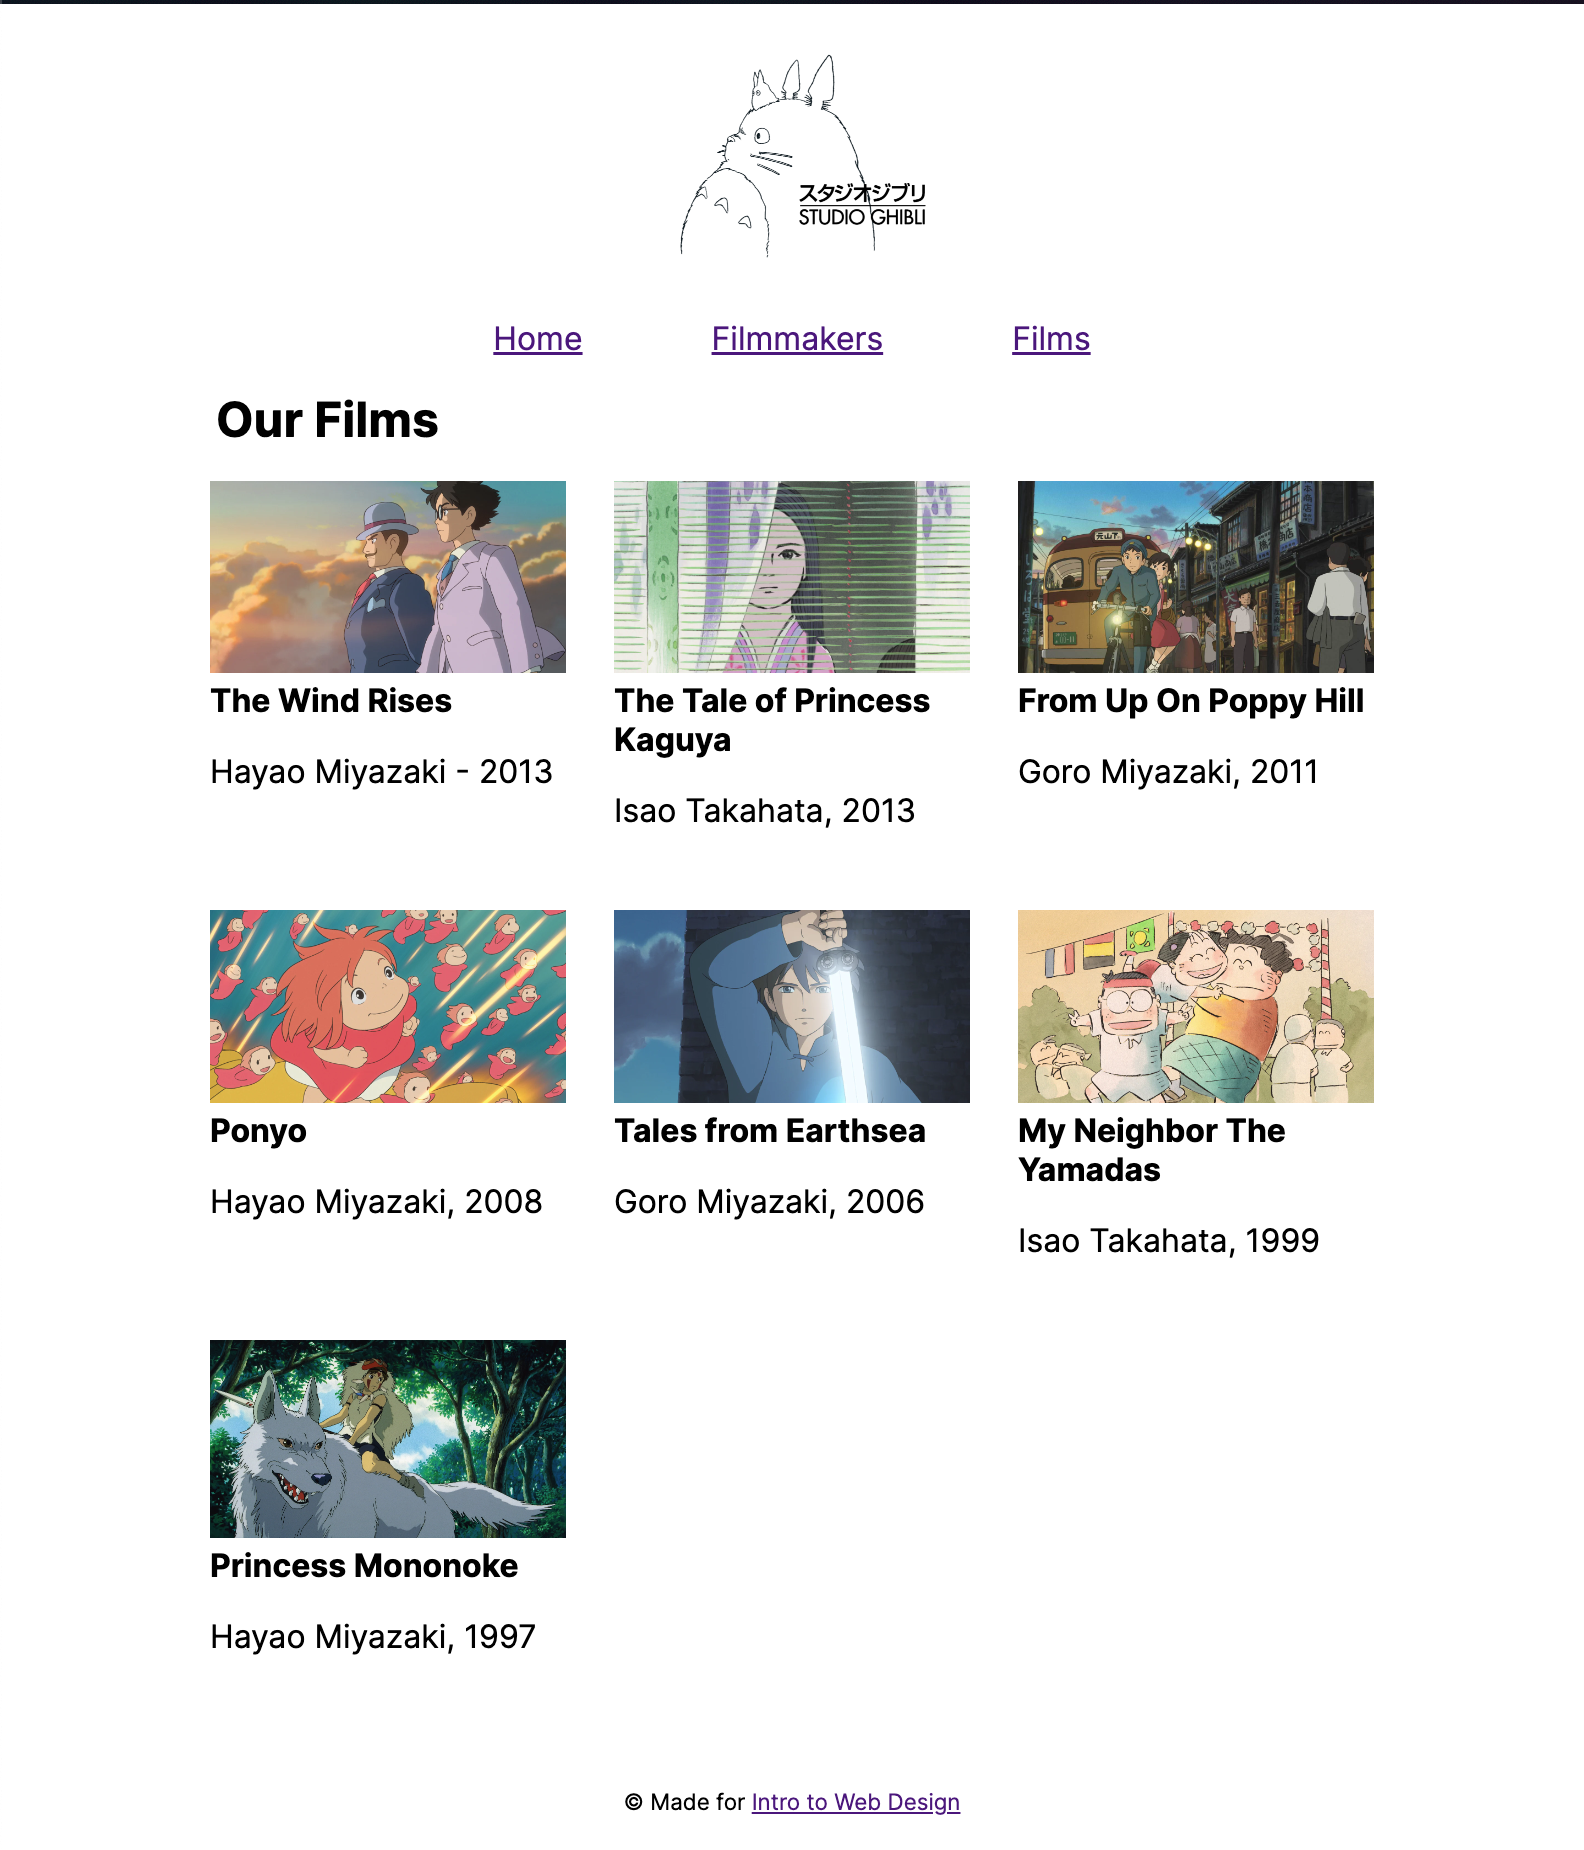 スタジオジブリ
STUDIO GHIBLI
Home Filmmakers Films
Our Films
The Wind Rises
Hayao Miyazaki - 2013
The Tale of Princess
Kaguya
Isao Takahata, 2013
元山下
From Up On Poppy Hill
Goro Miyazaki, 2011
Ponyo
Hayao Miyazaki, 2008
Tales from Earthsea
Goro Miyazaki, 2006
My Neighbor The
Yamadas
Isao Takahata, 1999
Princess Mononoke
Hayao Miyazaki, 1997
© Made for Intro to Web Design